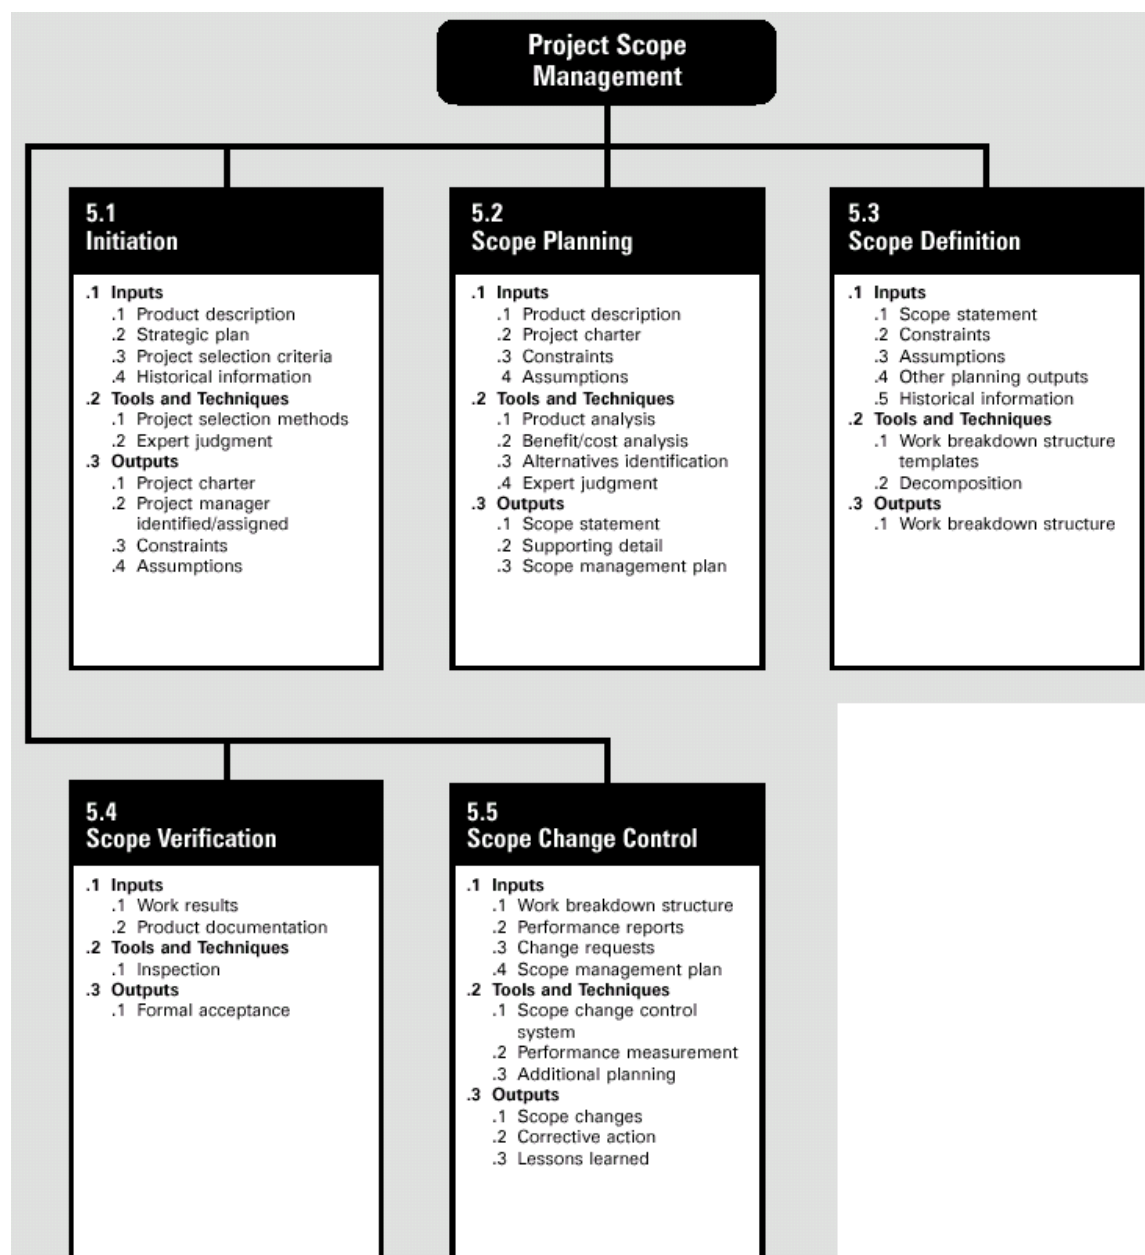 Project Scope
Management
5.1
Initiation
.1 Inputs
.1 Product description
.2 Strategic plan
.3 Project selection criteria
.4 Historical information
.2 Tools and Techniques
.1 Project selection methods
.2 Expert judgment
.3 Outputs
.1 Project charter
.2 Project manager
identified/assigned
.3 Constraints
.4 Assumptions
5.2
Scope Planning
.1 Inputs
.1 Product description
.2 Project charter
.3 Constraints
4 Assumptions
.2 Tools and Techniques
.1 Product analysis
.2 Benefit/cost analysis
.3 Alternatives identification
.4 Expert judgment
.3 Outputs
.1 Scope statement
.2 Supporting detail
.3 Scope management plan
5.3
Scope Definition
.1 Inputs
.1 Scope statement
.2 Constraints
.3 Assumptions
.4 Other planning outputs
.5 Historical information
.2 Tools and Techniques
.1 Work breakdown structure
templates
.2 Decomposition
.3 Outputs
.1 Work breakdown structure
5.4
Scope Verification
.1 Inputs
.1 Work results
.2 Product documentation
.2 Tools and Techniques
.1 Inspection
.3 Outputs
.1 Formal acceptance
5.5
Scope Change Control
.1 Inputs
.1 Work breakdown structure
.2 Performance reports
.3 Change requests
.4 Scope management plan
.2 Tools and Techniques
.1 Scope change control
system
.2 Performance measurement
.3 Additional planning
.3 Outputs
.1 Scope changes
.2 Corrective action
.3 Lessons learned